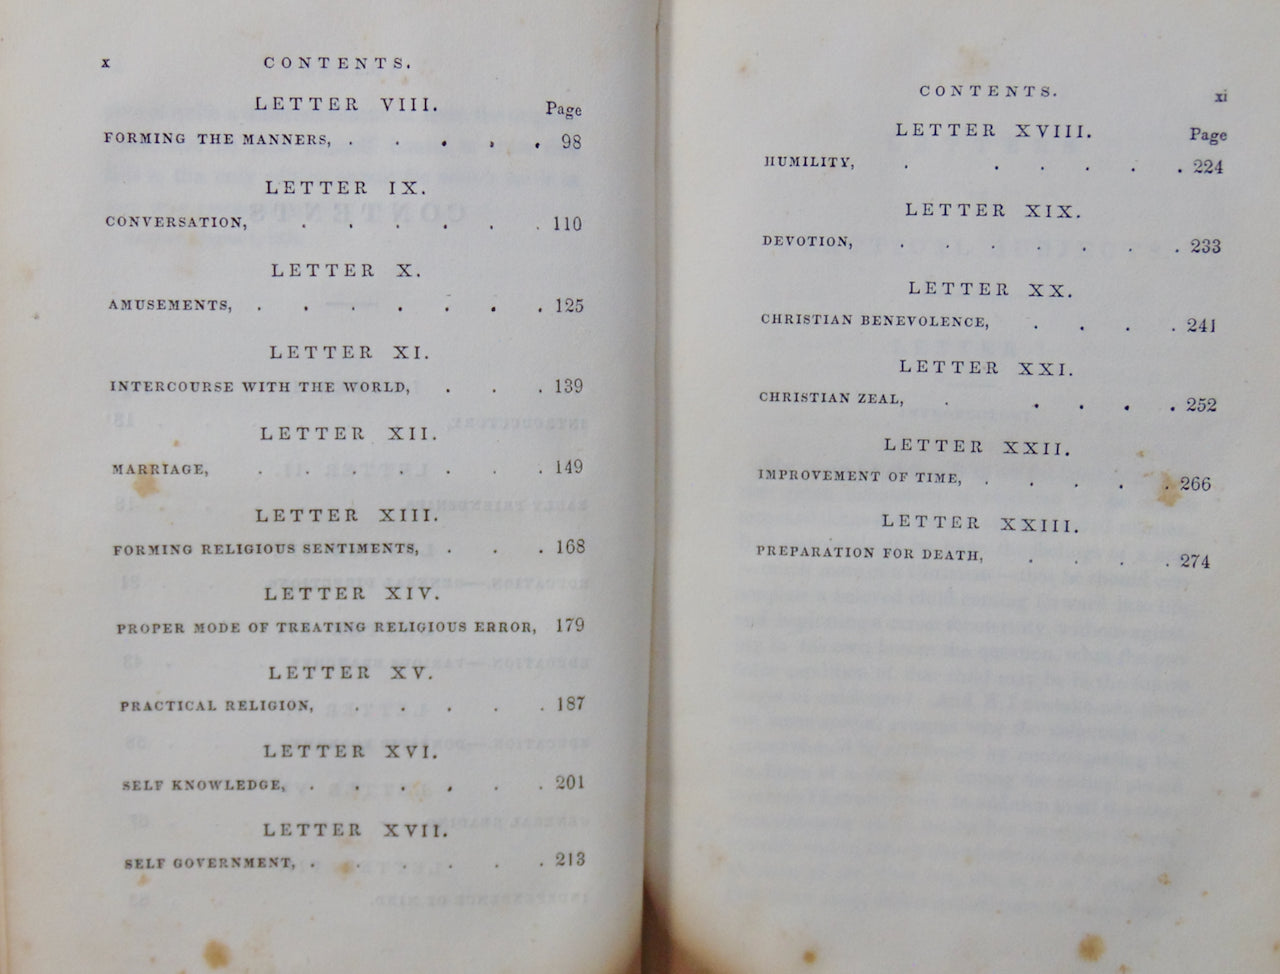 x CONTENTS.
LETTER VIII. Page
FORMING THE MANNERS, . . . . . 98
LETTER IX.
CONVERSATION, . . . . . . 110
LETTER X.
AMUSEMENTS, . . . . . . . 125
LETTER XI.
INTERCOURSE WITH THE WORLD, . . . 139
LETTER XII.
MARRIAGE, . . . . . . . 149
LETTER XIII.
FORMING RELIGIOUS SENTIMENTS, . . . 168
LETTER XIV.
PROPER MODE OF TREATING RELIGIOUS ERROR, 179
LETTER XV.
PRACTICAL RELIGION, . . . . . 187
LETTER XVI.
SELF KNOWLEDGE, . . . . . . 201
LETTER XVII.
SELF GOVERNMENT, . . . . . . 213
CONTENTS. xi
LETTER XVIII. Page
HUMILITY, . . . . . . 224
LETTER XIX.
DEVOTION, . . . . . . . 233
LETTER XX.
CHRISTIAN BENEVOLENCE, . . . . 241
LETTER XXI.
CHRISTIAN ZEAL, . . . . . 252
LETTER XXII.
IMPROVEMENT OF TIME, . . . . . 266
LETTER XXIII.
PREPARATION FOR DEATH, . . . . 274